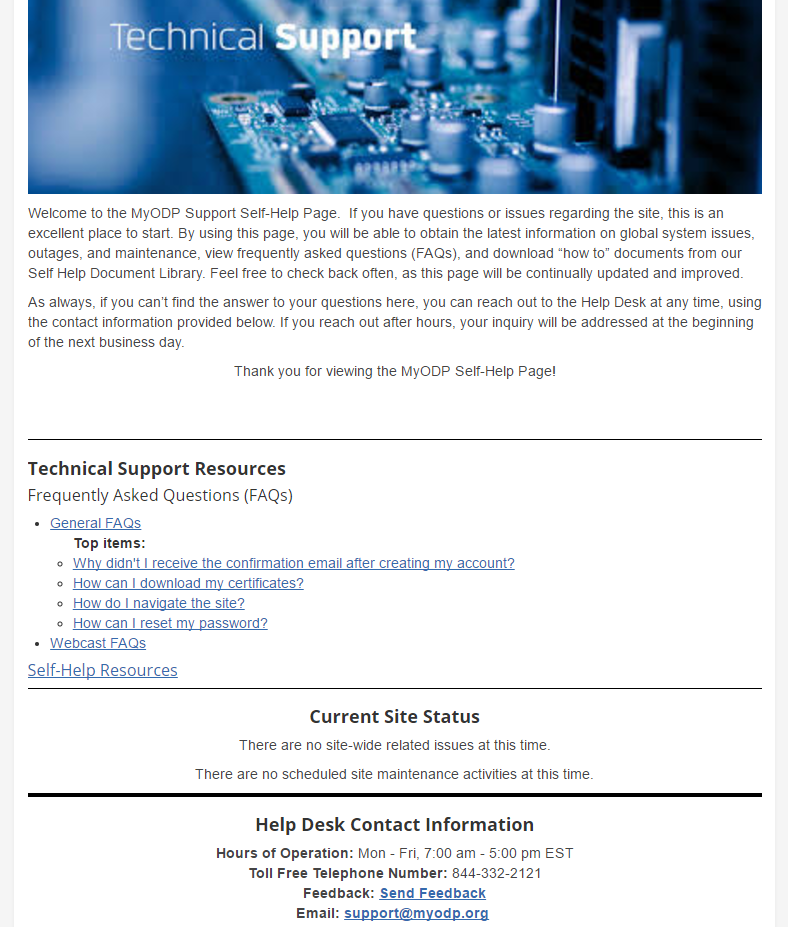 Technical Support
Welcome to the MyODP Support Self-Help Page.  If you have questions or issues regarding the site, this is an
excellent place to start. By using this page, you will be able to obtain the latest information on global system issues,
outages, and maintenance, view frequently asked questions (FAQs), and download “how to” documents from our
Self Help Document Library. Feel free to check back often, as this page will be continually updated and improved.
As always, if you can’t find the answer to your questions here, you can reach out to the Help Desk at any time, using
the contact information provided below. If you reach out after hours, your inquiry will be addressed at the beginning
of the next business day.
Thank you for viewing the MyODP Self-Help Page!
Technical Support Resources
Frequently Asked Questions (FAQs)
General FAQs
Top items:
Why didn't I receive the confirmation email after creating my account?
How can I download my certificates?
How do I navigate the site?
How can I reset my password?
Webcast FAQs
Self-Help Resources
Current Site Status
There are no site-wide related issues at this time.
There are no scheduled site maintenance activities at this time.
Help Desk Contact Information
Hours of Operation: Mon - Fri, 7:00 am - 5:00 pm EST
Toll Free Telephone Number: 844-332-2121
Feedback: Send Feedback
Email: support@myodp.org